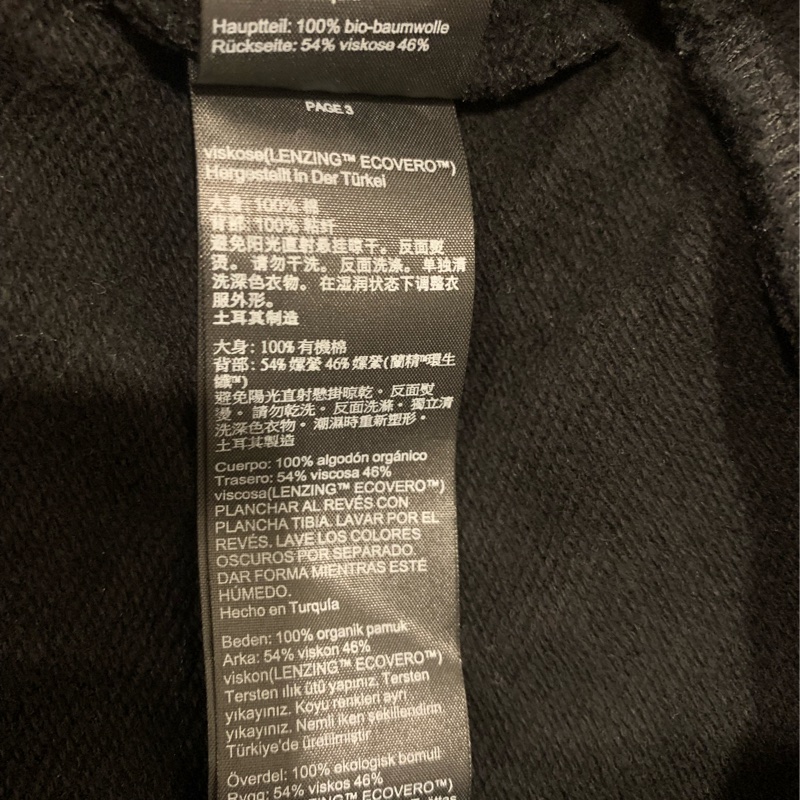 Hauptteil: 100% bio-baumwolle
Rückseite: 54% viskose 46%
PAGE 3
viskose(LENZING™ ECOVERO™)
Hergestellt in Der Türkei
大身: 100% 棉
背部: 100% 粘纤
避免阳光直射悬挂晾干。反面熨
烫。请勿干洗。反面洗涤。单独清
洗深色衣物。在湿润状态下调整衣
服外形。
土耳其制造
大身: 100% 有機棉
背部: 54% 嫘縈 46% 嫘縈(蘭精™環生
纖™)
避免陽光直射懸掛晾乾。反面熨
燙。請勿乾洗。反面洗滌。獨立清
洗深色衣物。潮濕時重新塑形。
土耳其製造
Cuerpo: 100% algodón orgánico
Trasero: 54% viscosa 46%
viscosa(LENZING™ ECOVERO™)
PLANCHAR AL REVÉS CON
PLANCHA TIBIA. LAVAR POR EL
REVÉS. LAVE LOS COLORES
OSCUROS POR SEPARADO.
DAR FORMA MIENTRAS ESTÉ
HÚMEDO.
Hecho en Turquía
Beden: 100% organik pamuk
Arka: 54% viskon 46%
viskon(LENZING™ ECOVERO™)
Tersten ılık ütü yapınız. Tersten
yıkayınız. Koyu renkleri ayrı
yıkayınız. Nemli iken şekillendirin
Türkiye'de üretilmiştir
Överdel: 100% ekologisk bomull
Rygg: 54% viskos 46%
(LENZING™ ECOVERO™)